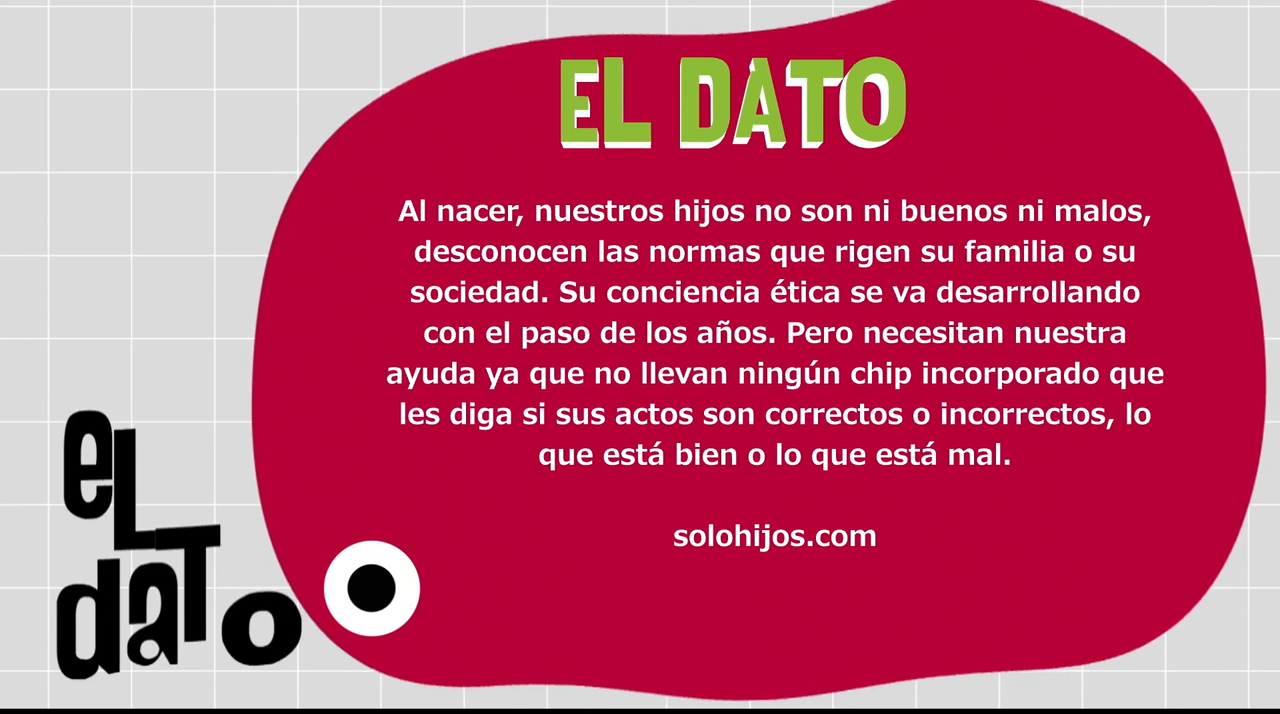 EL DATO
Al nacer, nuestros hijos no son ni buenos ni malos,
desconocen las normas que rigen su familia o su
sociedad. Su conciencia ética se va desarrollando
con el paso de los años. Pero necesitan nuestra
ayuda ya que no llevan ningún chip incorporado que
les diga si sus actos son correctos o incorrectos, lo
que está bien o lo que está mal.
solohijos.com
eL
daTo